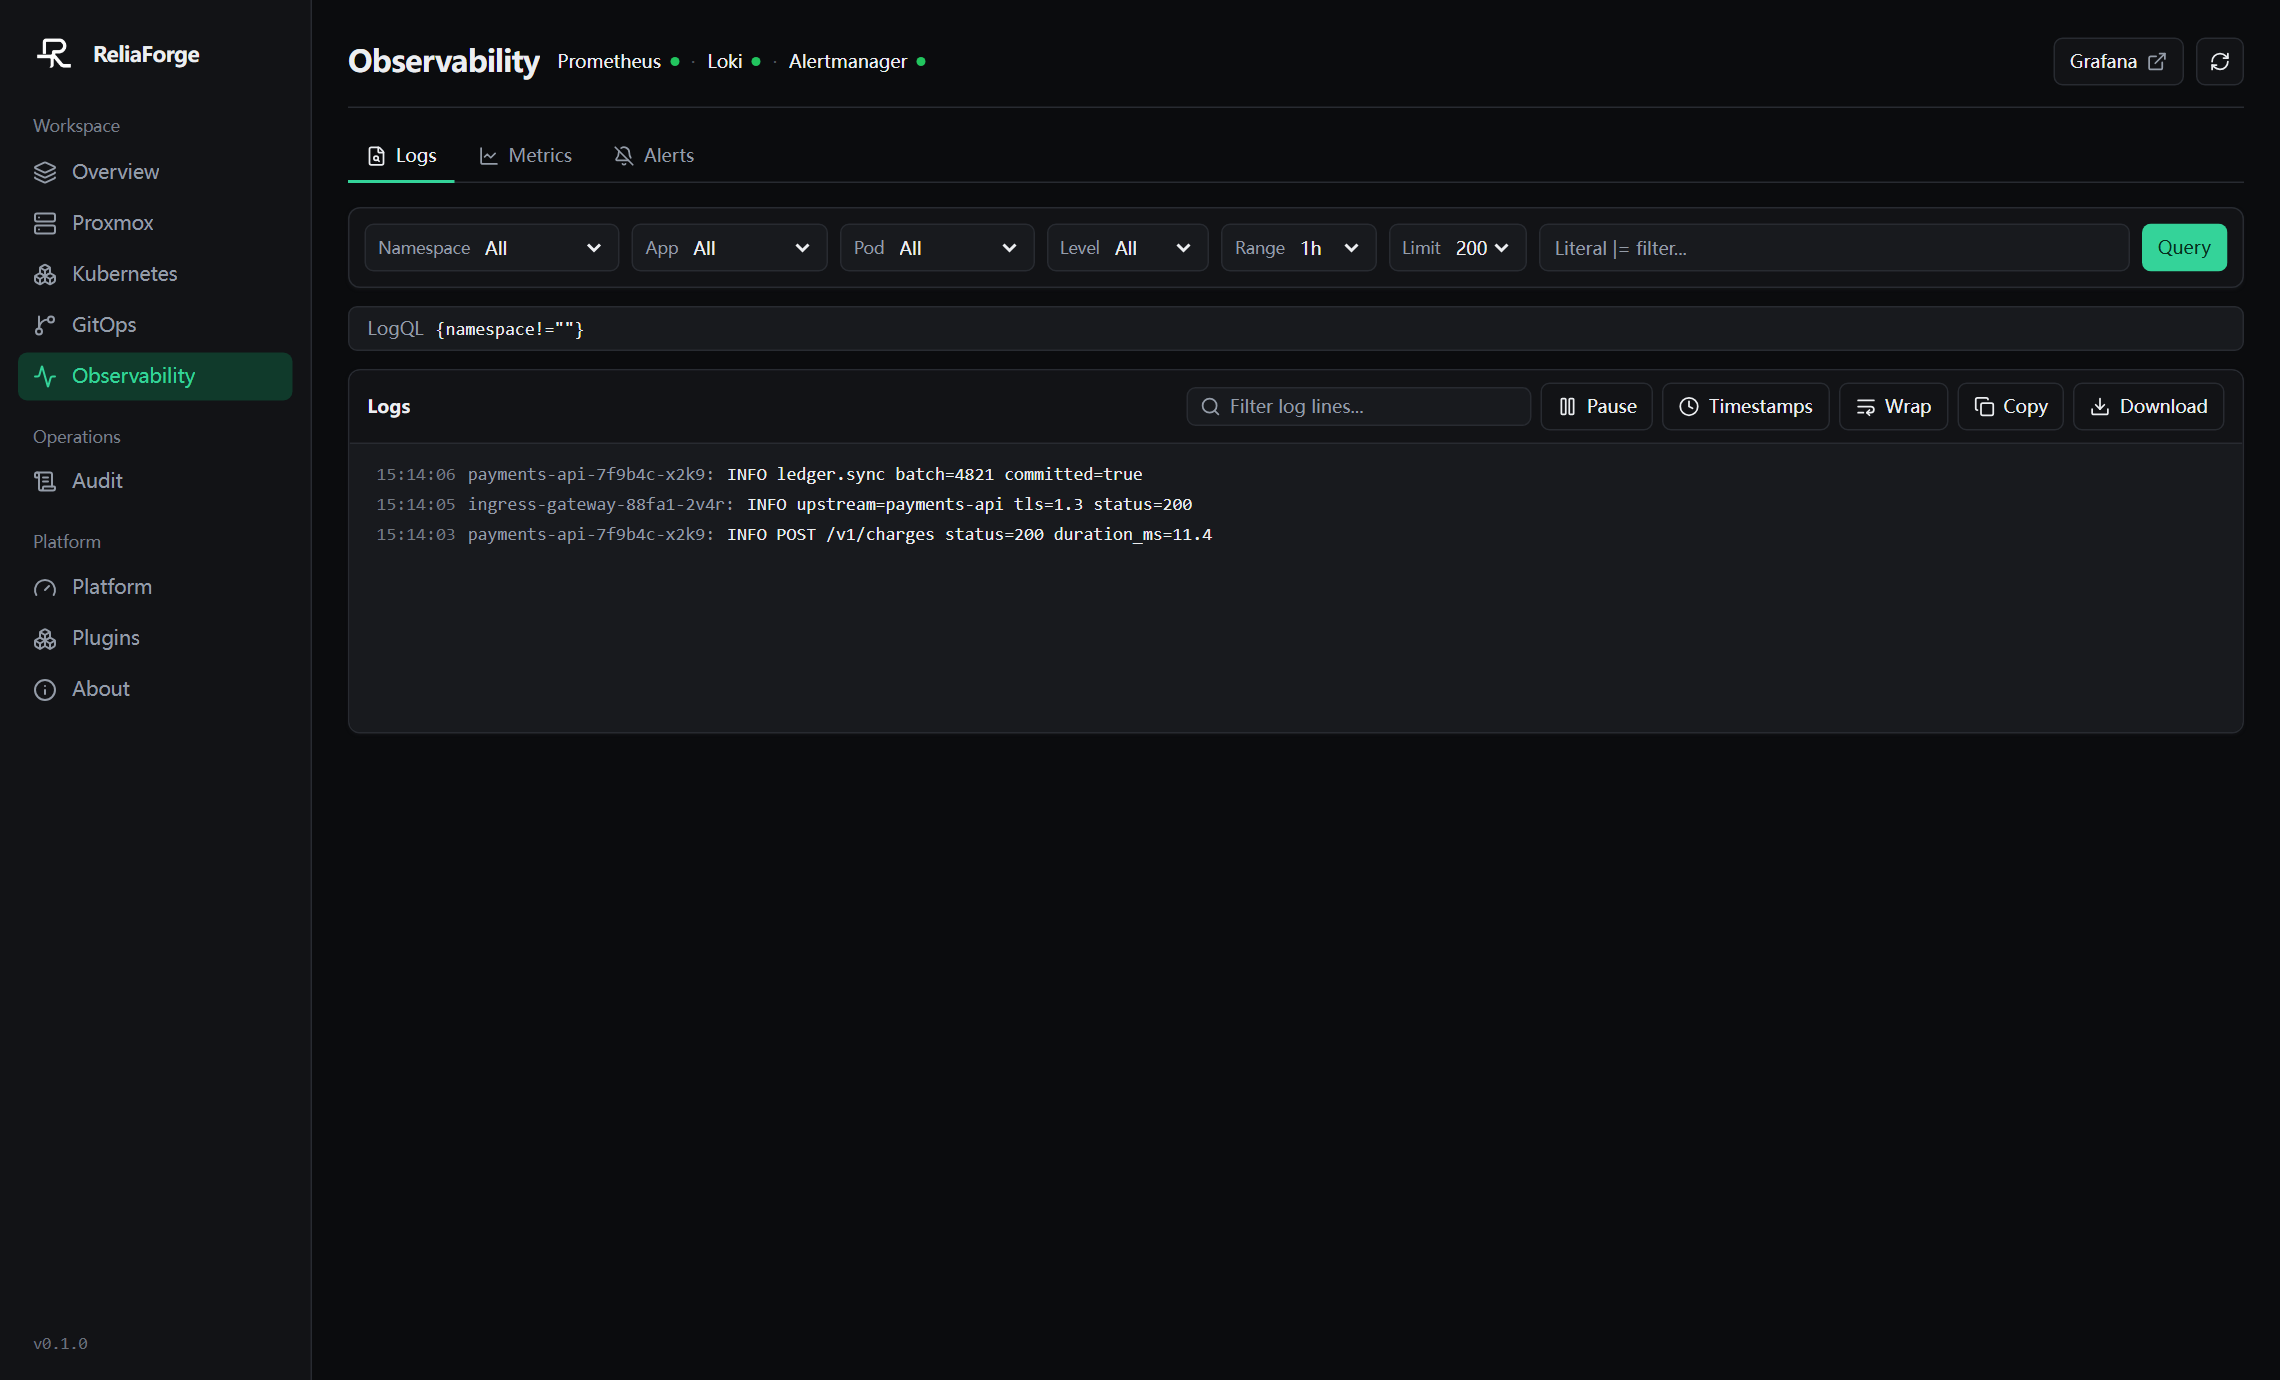 ReliaForge
Workspace
Overview
Proxmox
Kubernetes
GitOps
Observability
Operations
Audit
Platform
Platform
Plugins
About
v0.1.0
Observability Prometheus · Loki · Alertmanager
Grafana
Logs Metrics Alerts
Namespace All App All Pod All Level All Range 1h Limit 200 Literal |= filter... Query
LogQL {namespace!=""}
Logs Filter log lines... Pause Timestamps Wrap Copy Download
15:14:06 payments-api-7f9b4c-x2k9: INFO ledger.sync batch=4821 committed=true
15:14:05 ingress-gateway-88fa1-2v4r: INFO upstream=payments-api tls=1.3 status=200
15:14:03 payments-api-7f9b4c-x2k9: INFO POST /v1/charges status=200 duration_ms=11.4